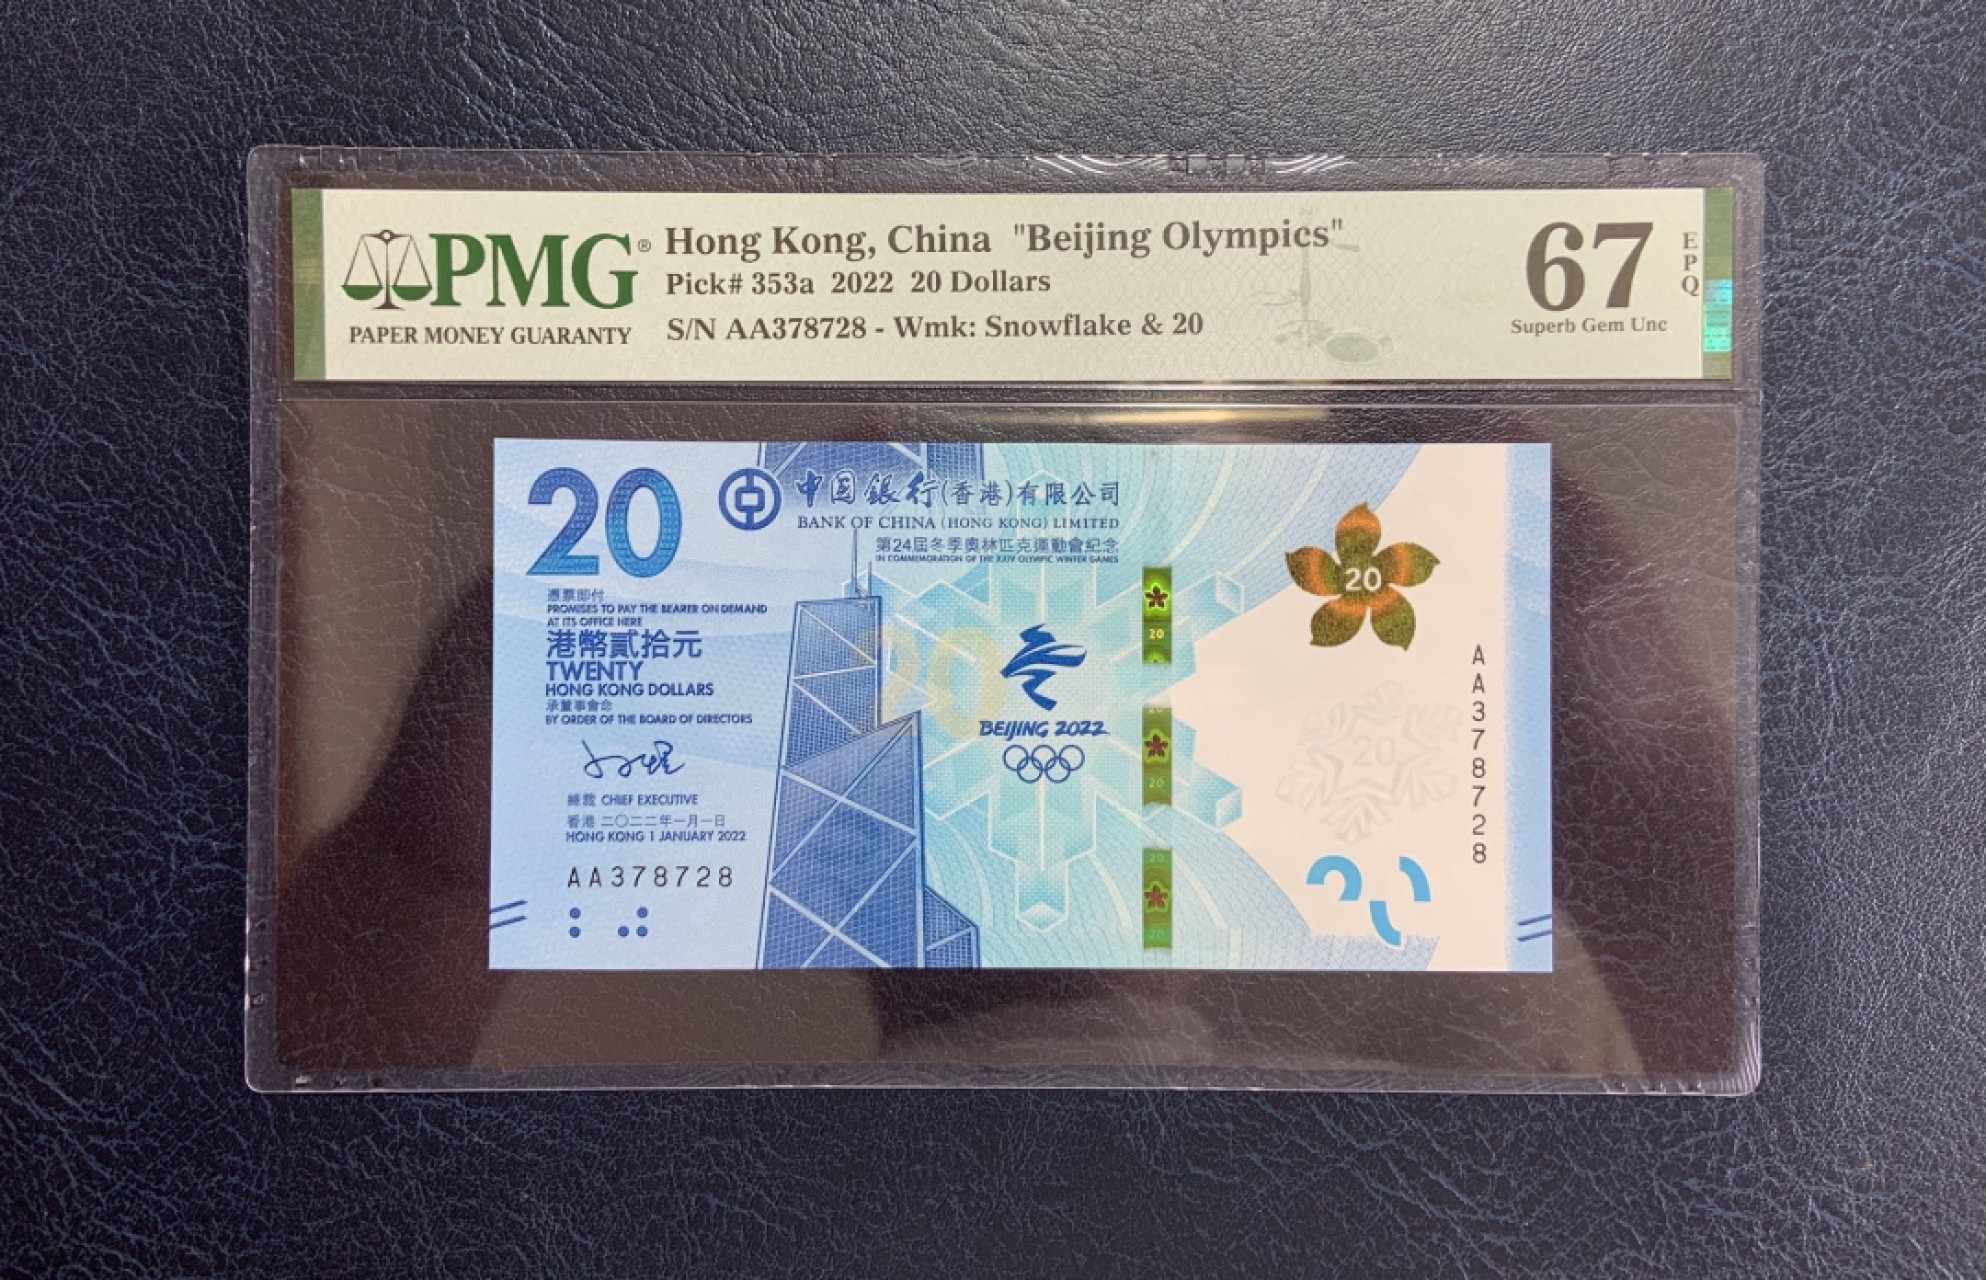 PMG®
PAPER MONEY GUARANTY
Hong Kong, China "Beijing Olympics"
Pick# 353a 2022 20 Dollars
S/N AA378728 - Wmk: Snowflake & 20
67
EPQ
Superb Gem Unc
20
中国銀行(香港)有限公司
BANK OF CHINA (HONG KONG) LIMITED
第24屆冬季奧林匹克運動會紀念
IN COMMEMORATION OF THE XXIV OLYMPIC WINTER GAMES
憑票即付
PROMISES TO PAY THE BEARER ON DEMAND
AT ITS OFFICE HERE
港幣貳拾元
TWENTY
HONG KONG DOLLARS
承董事會命
BY ORDER OF THE BOARD OF DIRECTORS
總裁 CHIEF EXECUTIVE
香港 二〇二二年一月一日
HONG KONG 1 JANUARY 2022
AA378728
20
BEIJING 2022
20
20
20
20
20
20
20
AA378728